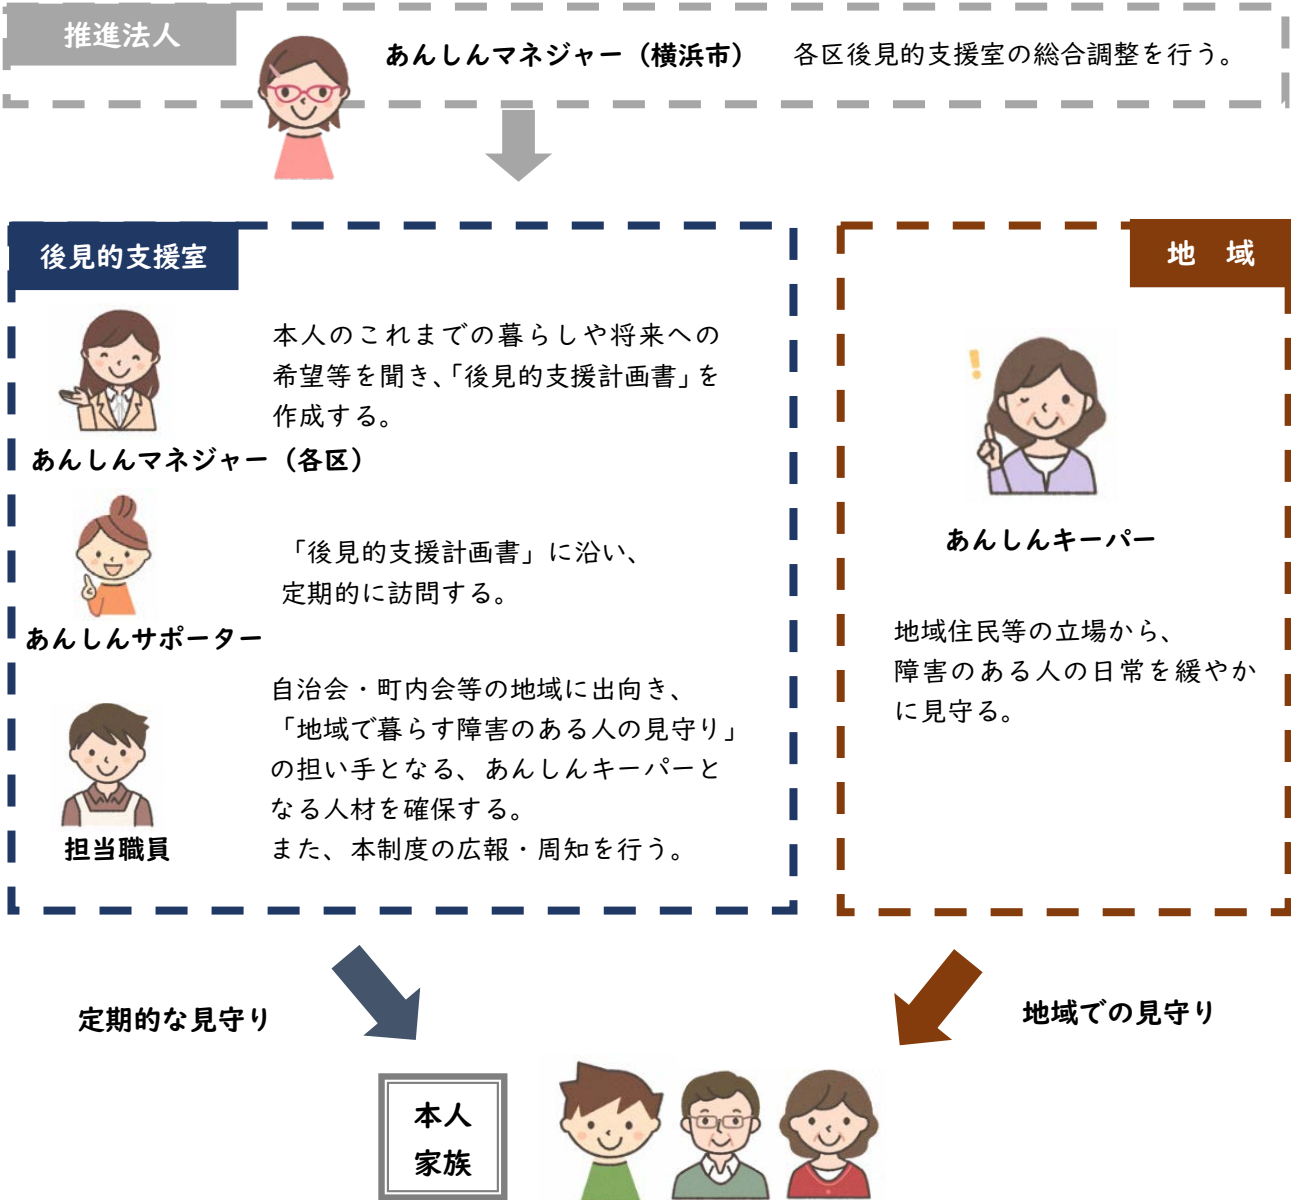 推進法人
あんしんマネジャー（横浜市）　各区後見的支援室の総合調整を行う。
後見的支援室
本人のこれまでの暮らしや将来への
希望等を聞き、「後見的支援計画書」を
作成する。
あんしんマネジャー（各区）
「後見的支援計画書」に沿い、
定期的に訪問する。
あんしんサポーター
自治会・町内会等の地域に出向き、
「地域で暮らす障害のある人の見守り」
の担い手となる、あんしんキーパーと
なる人材を確保する。
また、本制度の広報・周知を行う。
担当職員
地　域
あんしんキーパー
地域住民等の立場から、
障害のある人の日常を緩やか
に見守る。
定期的な見守り
地域での見守り
本人
家族